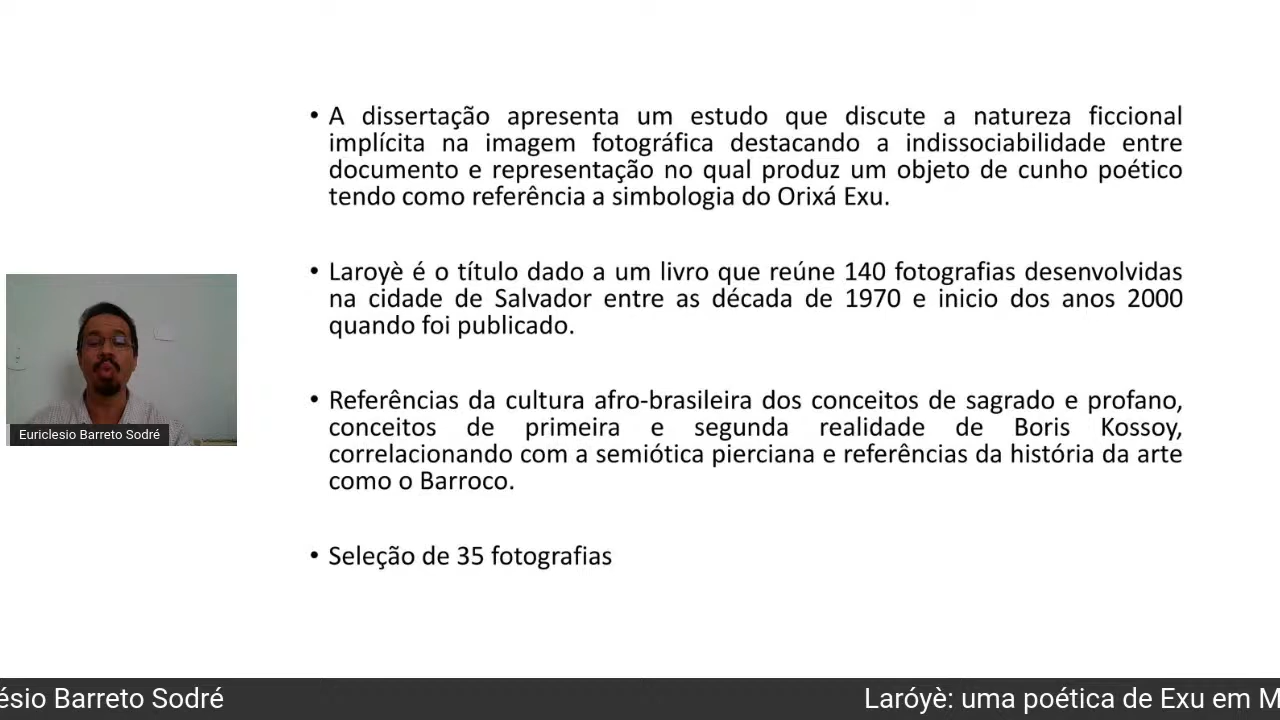 • A dissertação apresenta um estudo que discute a natureza ficcional
implícita na imagem fotográfica destacando a indissociabilidade entre
documento e representação no qual produz um objeto de cunho poético
tendo como referência a simbologia do Orixá Exu.
• Laroyè é o título dado a um livro que reúne 140 fotografias desenvolvidas
na cidade de Salvador entre as década de 1970 e inicio dos anos 2000
quando foi publicado.
• Referências da cultura afro-brasileira dos conceitos de sagrado e profano,
conceitos de primeira e segunda realidade de Boris Kossoy,
correlacionando com a semiótica pierciana e referências da história da arte
como o Barroco.
• Seleção de 35 fotografias
Euriclesio Barreto Sodré
ésio Barreto Sodré
Laróyè: uma poética de Exu em M